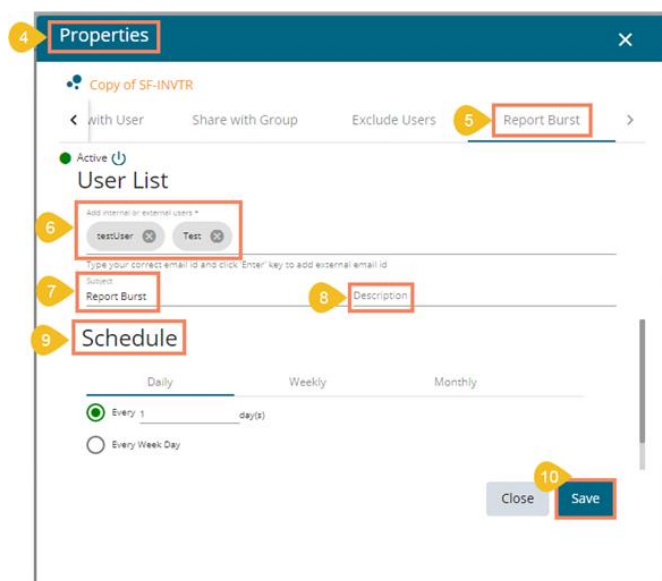 4 Properties ×
Copy of SF-INVTR
with User Share with Group Exclude Users 5 Report Burst
Active
User List
Add internal or external users *
6 testUser Test
Type your correct email id and click 'Enter' key to add external email id
Subject
7 Report Burst 8 Description
9 Schedule
Daily Weekly Monthly
Every 1 day(s)
Every Week Day
10
Close Save